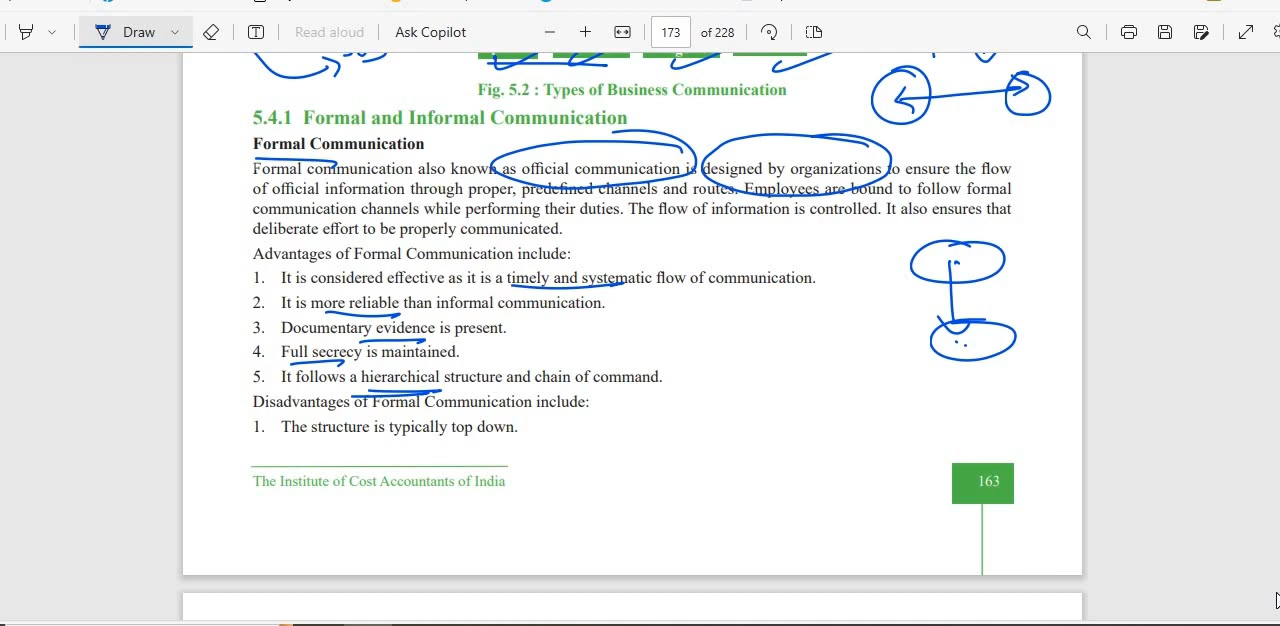 Draw
Read aloud
Ask Copilot
173 of 228
Fig. 5.2 : Types of Business Communication
5.4.1 Formal and Informal Communication
Formal Communication
Formal communication also known as official communication is designed by organizations to ensure the flow
of official information through proper, predefined channels and routes. Employees are bound to follow formal
communication channels while performing their duties. The flow of information is controlled. It also ensures that
deliberate effort to be properly communicated.
Advantages of Formal Communication include:
1. It is considered effective as it is a timely and systematic flow of communication.
2. It is more reliable than informal communication.
3. Documentary evidence is present.
4. Full secrecy is maintained.
5. It follows a hierarchical structure and chain of command.
Disadvantages of Formal Communication include:
1. The structure is typically top down.
The Institute of Cost Accountants of India
163